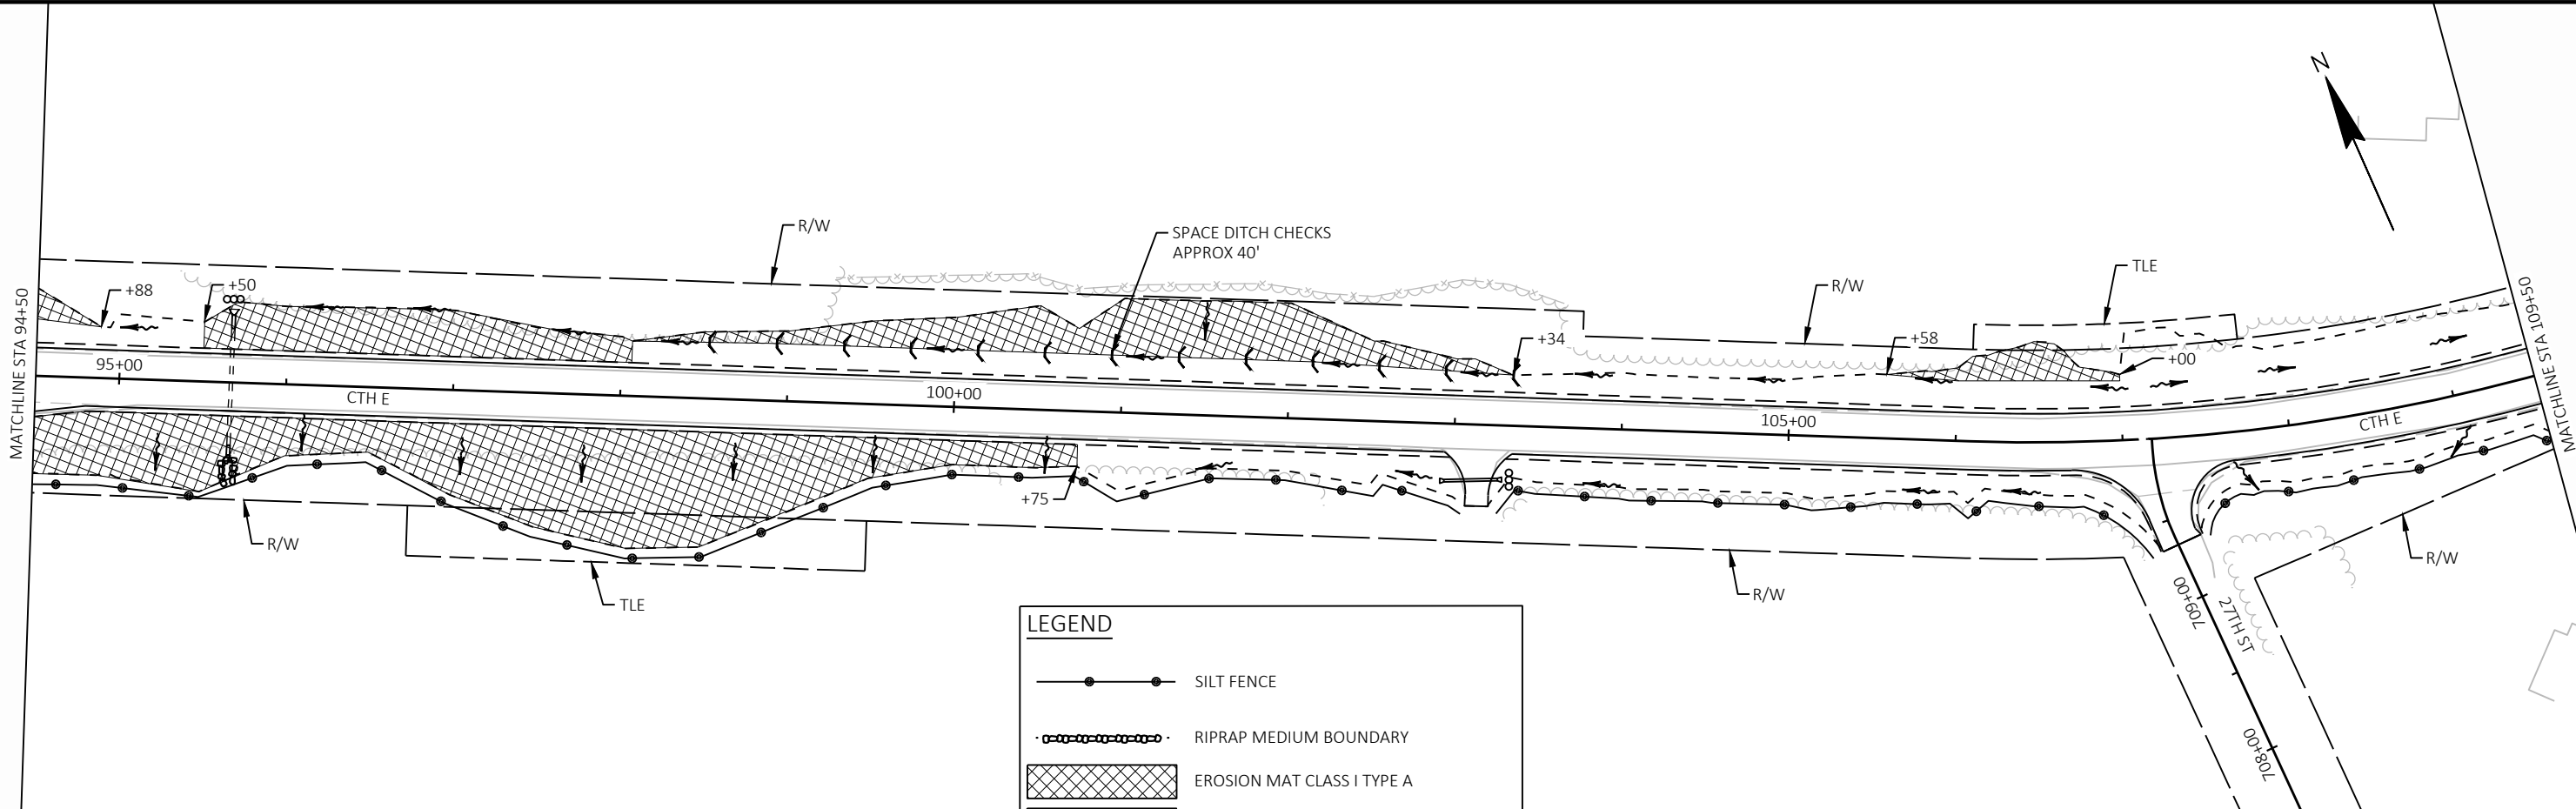 N
R/W
SPACE DITCH CHECKS
APPROX 40'
R/W
TLE
MATCHLINE STA 94+50
+88
+50
+34
+58
+00
MATCHLINE STA 109+50
95+00
CTH E
100+00
105+00
CTH E
+75
R/W
TLE
R/W
R/W
709+00
27TH ST
708+00
LEGEND
SILT FENCE
RIPRAP MEDIUM BOUNDARY
EROSION MAT CLASS I TYPE A